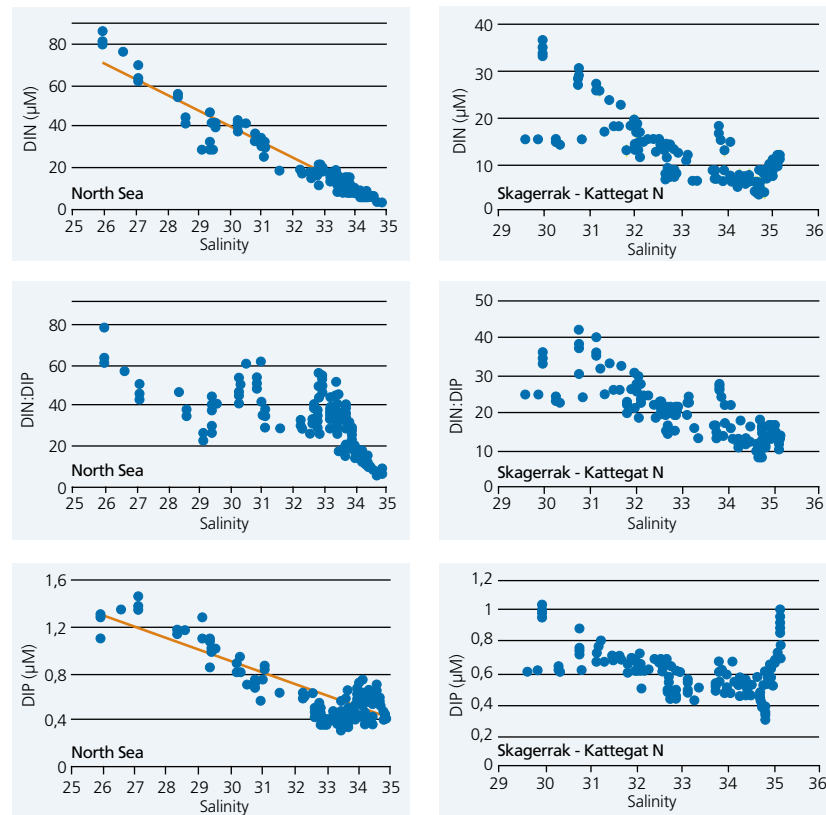 80
60
40
20
0
DIN (µM)
North Sea
25 26 27 28 29 30 31 32 33 34 35
Salinity
40
30
20
10
0
DIN (µM)
Skagerrak - Kattegat N
29 30 31 32 33 34 35 36
Salinity
80
60
40
20
0
DIN:DIP
North Sea
25 26 27 28 29 30 31 32 33 34 35
Salinity
50
40
30
20
10
0
DIN:DIP
Skagerrak - Kattegat N
29 30 31 32 33 34 35 36
Salinity
1,6
1,2
0,8
0,4
0
DIP (µM)
North Sea
25 26 27 28 29 30 31 32 33 34 35
Salinity
1,2
1
0,8
0,6
0,4
0,2
0
DIP (µM)
Skagerrak - Kattegat N
29 30 31 32 33 34 35 36
Salinity